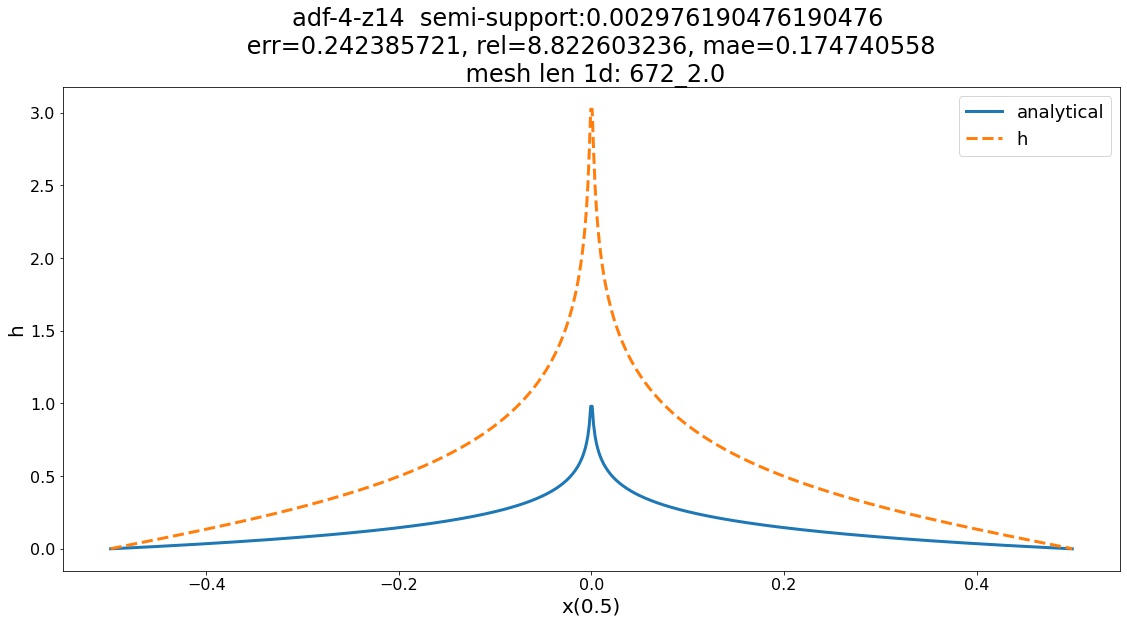 adf-4-z14  semi-support:0.002976190476190476
err=0.242385721, rel=8.822603236, mae=0.174740558
mesh len 1d: 672_2.0
analytical
h
3.0
2.5
2.0
1.5
1.0
0.5
0.0
h
−0.4
−0.2
0.0
0.2
0.4
x(0.5)